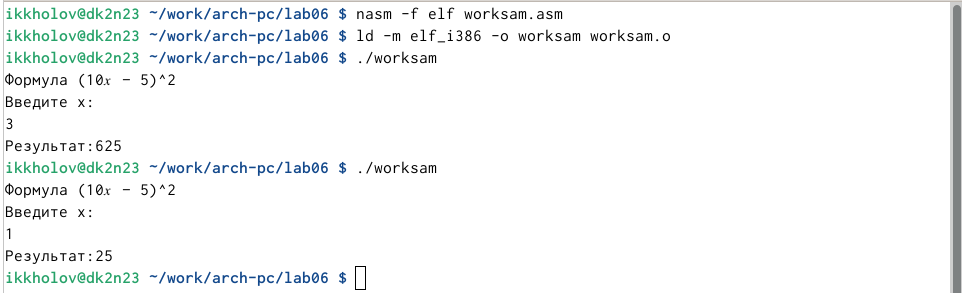 ikkholov@dk2n23 ~/work/arch-pc/lab06 $ nasm -f elf worksam.asm
ikkholov@dk2n23 ~/work/arch-pc/lab06 $ ld -m elf_i386 -o worksam worksam.o
ikkholov@dk2n23 ~/work/arch-pc/lab06 $ ./worksam
Формула (10𝑥 − 5)^2
Введите x:
3
Результат:625
ikkholov@dk2n23 ~/work/arch-pc/lab06 $ ./worksam
Формула (10𝑥 − 5)^2
Введите x:
1
Результат:25
ikkholov@dk2n23 ~/work/arch-pc/lab06 $